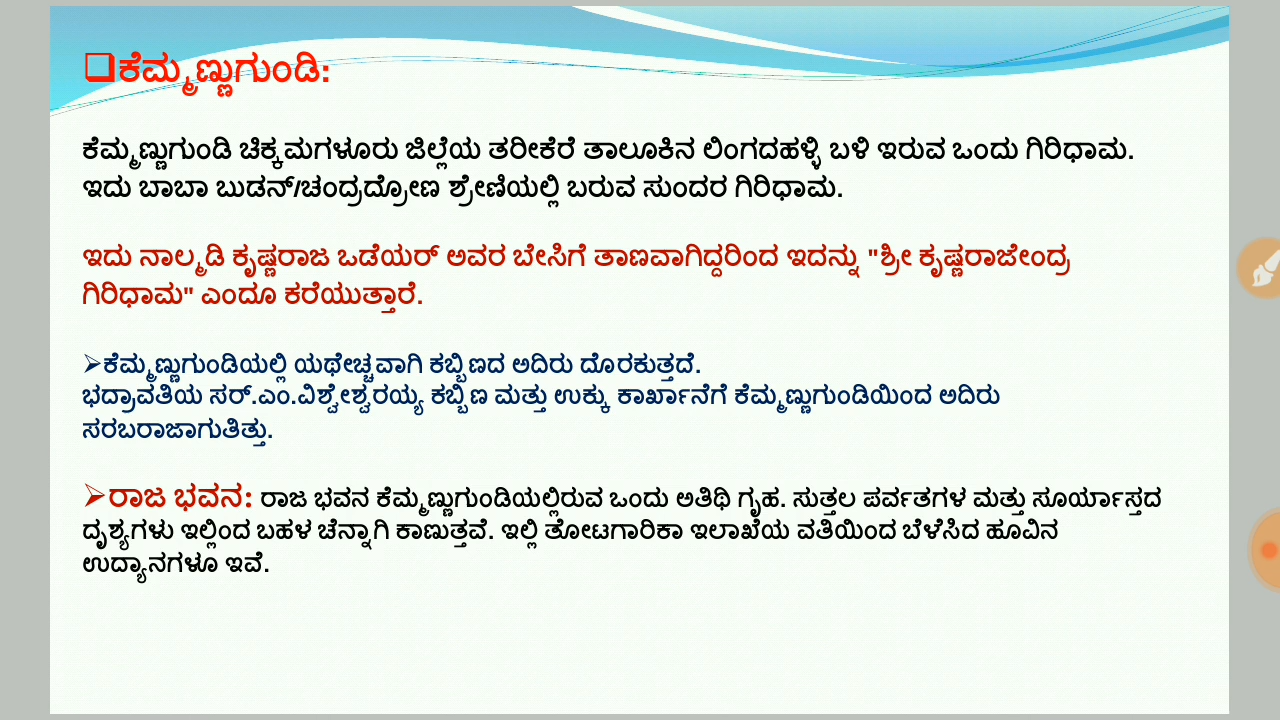 ❑ಕೆಮ್ಮಣ್ಣುಗುಂಡಿ:
ಕೆಮ್ಮಣ್ಣುಗುಂಡಿ ಚಿಕ್ಕಮಗಳೂರು ಜಿಲ್ಲೆಯ ತರೀಕೆರೆ ತಾಲೂಕಿನ ಲಿಂಗದಹಳ್ಳಿ ಬಳಿ ಇರುವ ಒಂದು ಗಿರಿಧಾಮ.
ಇದು ಬಾಬಾ ಬುಡನ್/ಚಂದ್ರದ್ರೋಣ ಶ್ರೇಣಿಯಲ್ಲಿ ಬರುವ ಸುಂದರ ಗಿರಿಧಾಮ.
ಇದು ನಾಲ್ಮಡಿ ಕೃಷ್ಣರಾಜ ಒಡೆಯರ್ ಅವರ ಬೇಸಿಗೆ ತಾಣವಾಗಿದ್ದರಿಂದ ಇದನ್ನು "ಶ್ರೀ ಕೃಷ್ಣರಾಜೇಂದ್ರ
ಗಿರಿಧಾಮ" ಎಂದೂ ಕರೆಯುತ್ತಾರೆ.
➢ಕೆಮ್ಮಣ್ಣುಗುಂಡಿಯಲ್ಲಿ ಯಥೇಚ್ಚವಾಗಿ ಕಬ್ಬಿಣದ ಅದಿರು ದೊರಕುತ್ತದೆ.
ಭದ್ರಾವತಿಯ ಸರ್.ಎಂ.ವಿಶ್ವೇಶ್ವರಯ್ಯ ಕಬ್ಬಿಣ ಮತ್ತು ಉಕ್ಕು ಕಾರ್ಖಾನೆಗೆ ಕೆಮ್ಮಣ್ಣುಗುಂಡಿಯಿಂದ ಅದಿರು
ಸರಬರಾಜಾಗುತಿತ್ತು.
➢ರಾಜ ಭವನ: ರಾಜ ಭವನ ಕೆಮ್ಮಣ್ಣುಗುಂಡಿಯಲ್ಲಿರುವ ಒಂದು ಅತಿಥಿ ಗೃಹ. ಸುತ್ತಲ ಪರ್ವತಗಳ ಮತ್ತು ಸೂರ್ಯಾಸ್ತದ
ದೃಶ್ಯಗಳು ಇಲ್ಲಿಂದ ಬಹಳ ಚೆನ್ನಾಗಿ ಕಾಣುತ್ತವೆ. ಇಲ್ಲಿ ತೋಟಗಾರಿಕಾ ಇಲಾಖೆಯ ವತಿಯಿಂದ ಬೆಳೆಸಿದ ಹೂವಿನ
ಉದ್ಯಾನಗಳೂ ಇವೆ.